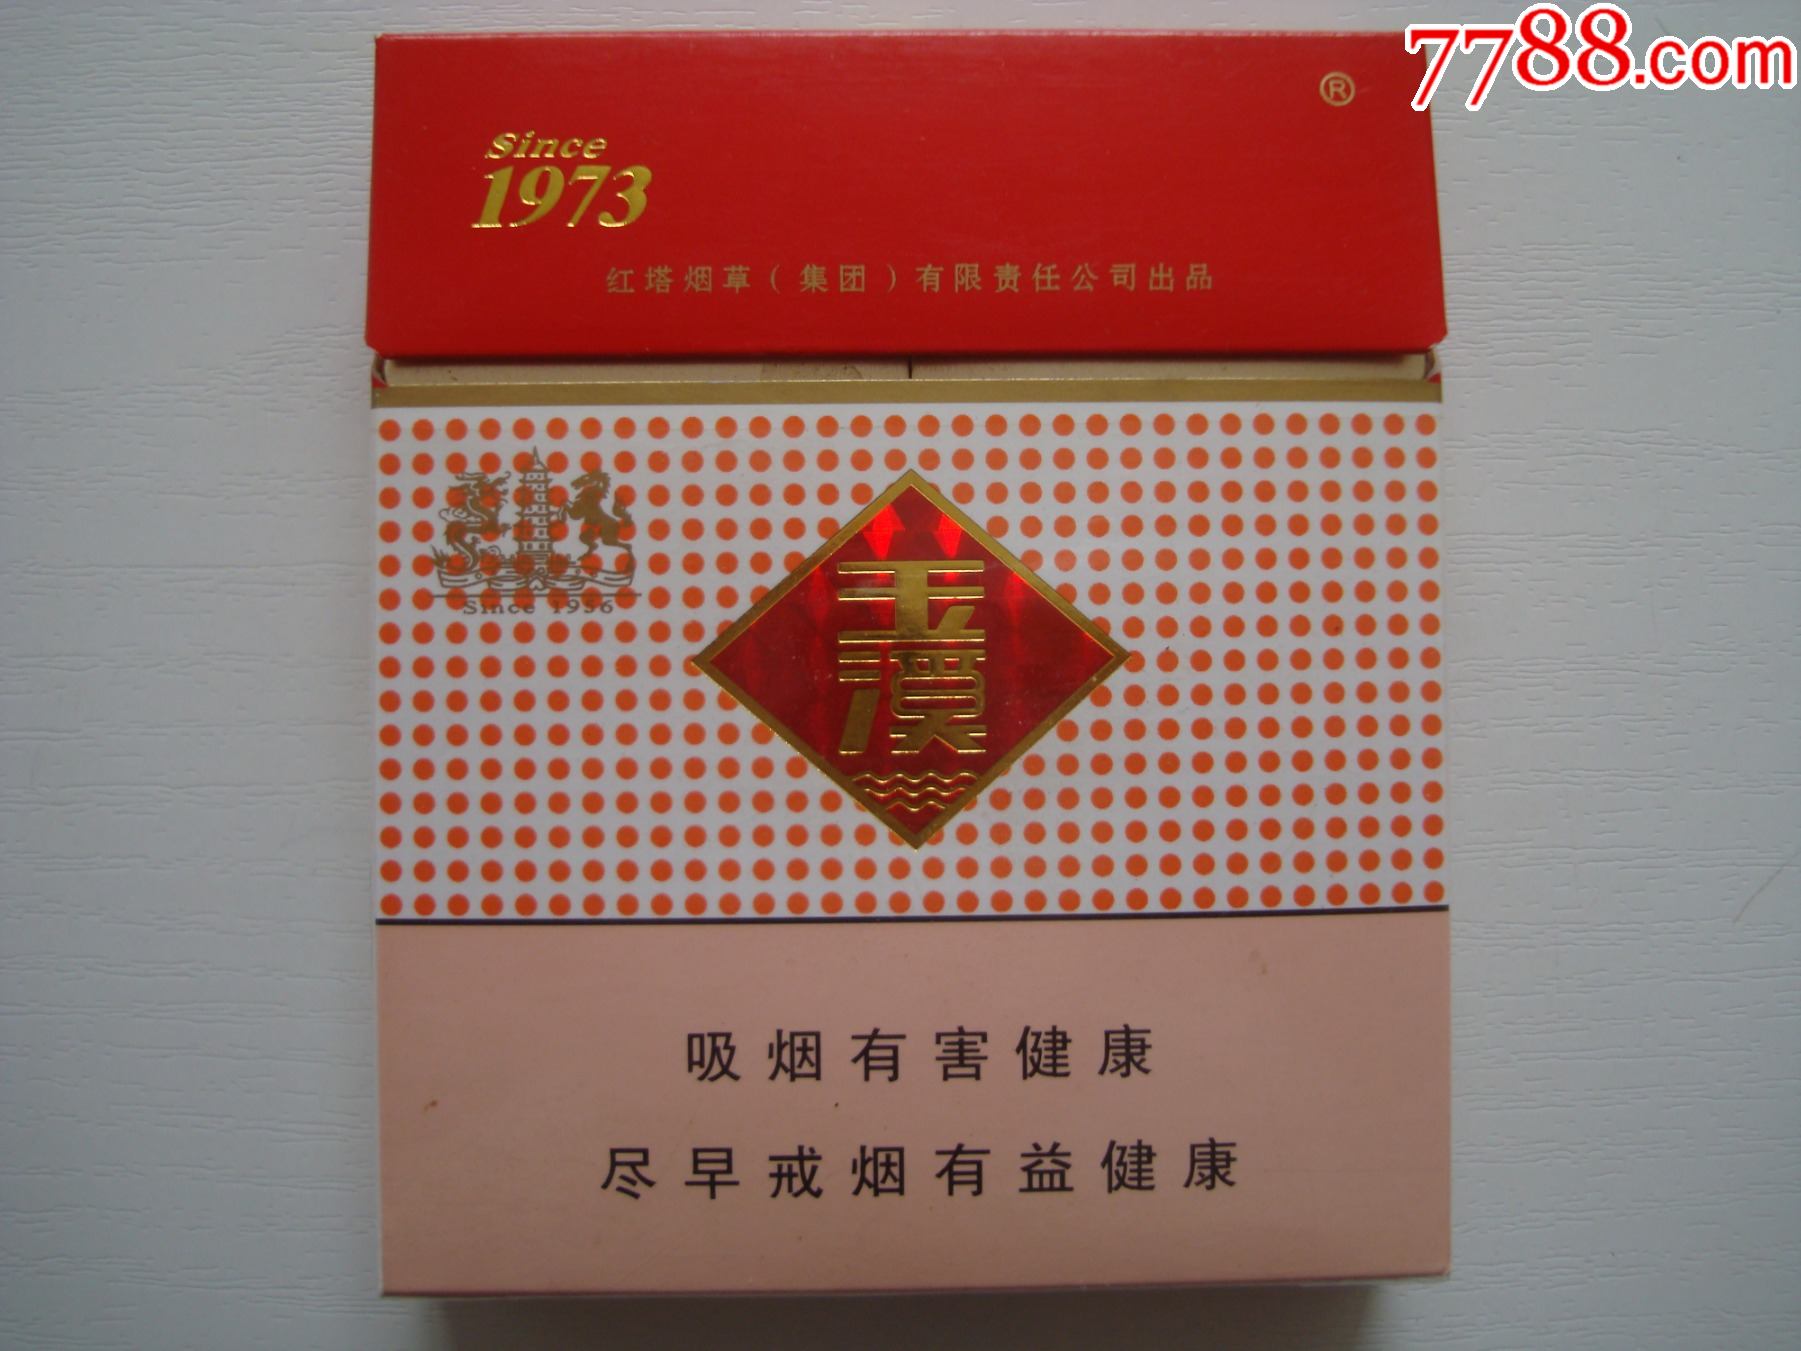 7788.com
®
Since
1973
红塔烟草(集团)有限责任公司出品
Since 1956
玉
溪
吸烟有害健康
尽早戒烟有益健康